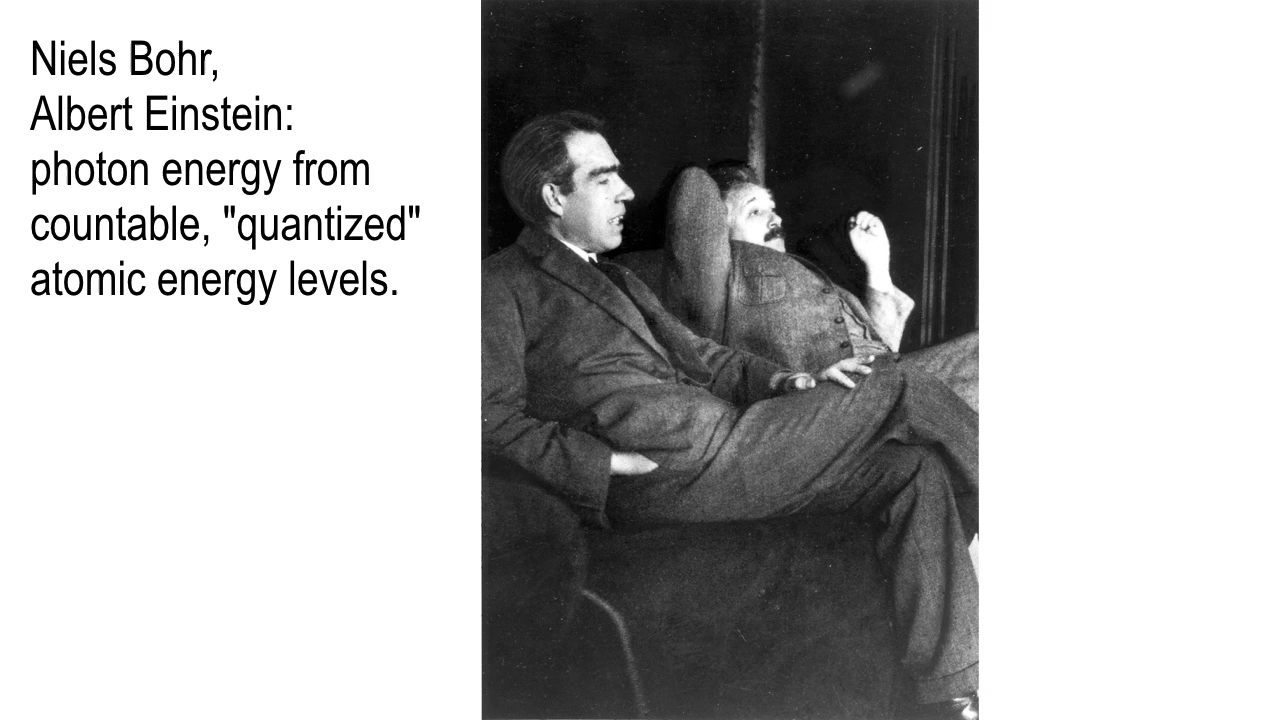 Niels Bohr,
Albert Einstein:
photon energy from
countable, "quantized"
atomic energy levels.